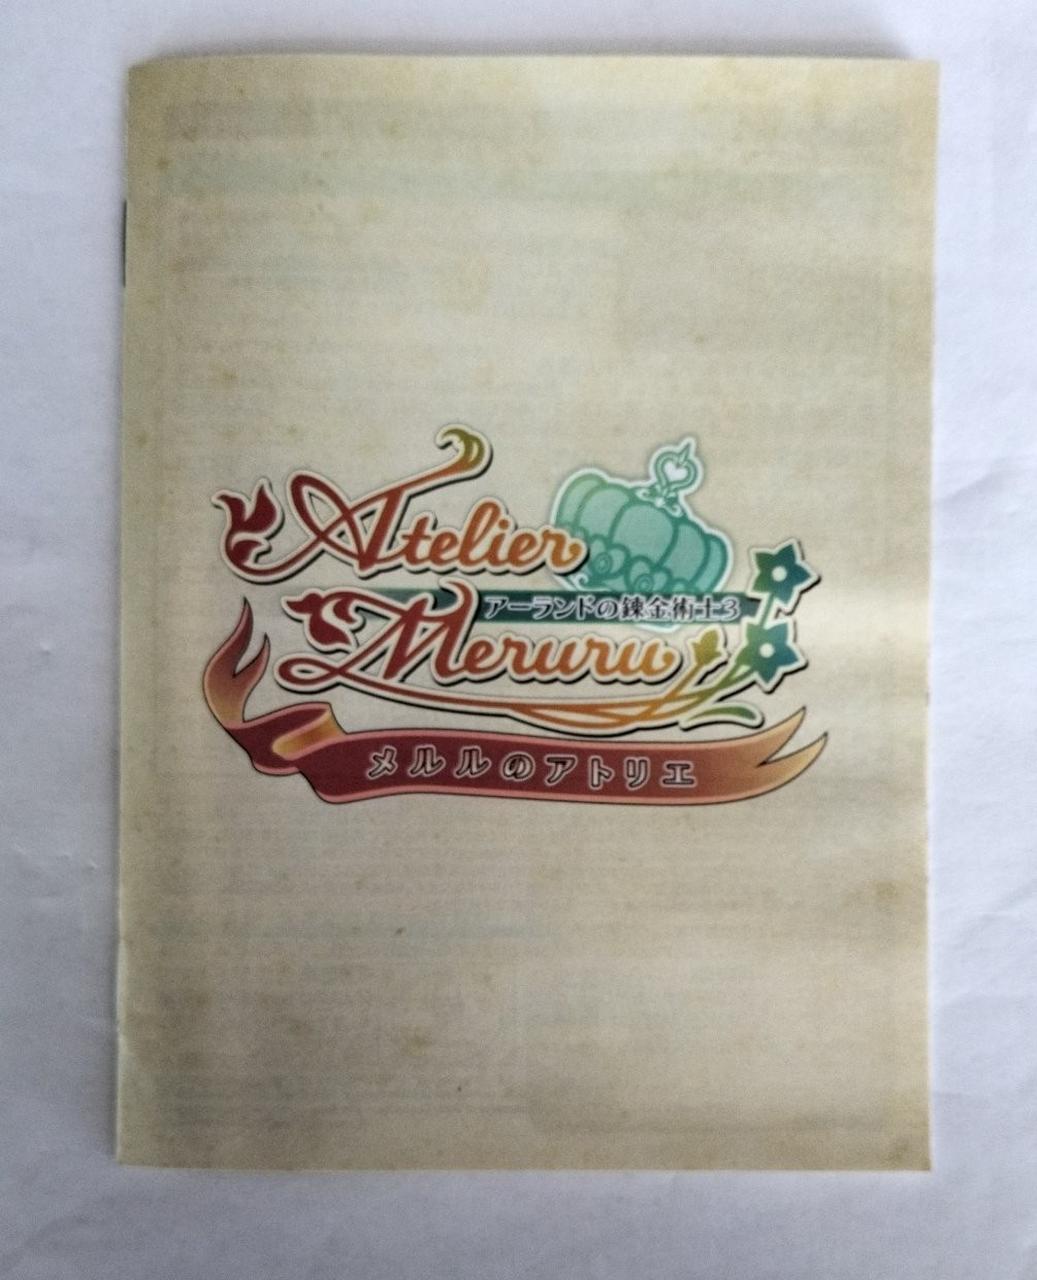 Atelier
アーランドの錬金術士3
Meruru
メルルのアトリエ